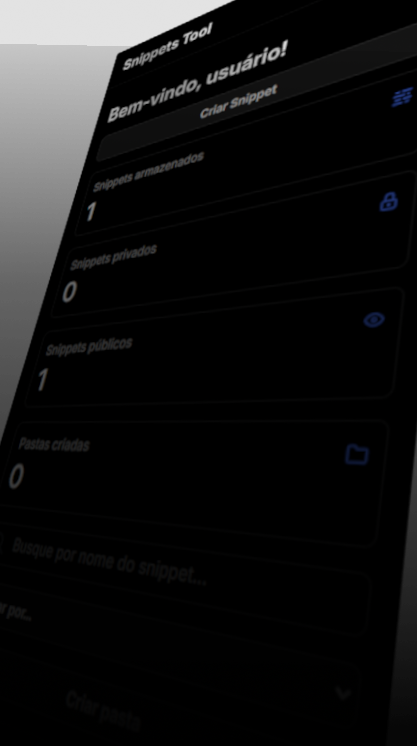 Snippets Tool
Bem-vindo, usuário!
Criar Snippet
Snippets armazenados
1
Snippets privados
0
Snippets públicos
1
Pastas criadas
0
Busque por nome do snippet...
por...
Criar pasta